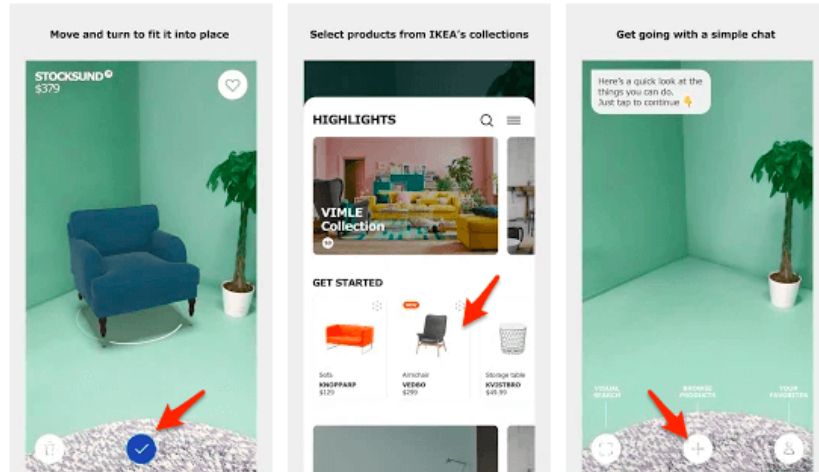 Move and turn to fit it into place
STOCKSUND
$379
Select products from IKEA's collections
HIGHLIGHTS
VIMLE
Collection
GET STARTED
NEW
Sofa
KNOPPARP
$129
Armchair
VEDBO
$299
Storage table
KVISTBRO
$49.99
Get going with a simple chat
Here's a quick look at the
things you can do.
Just tap to continue 👇
VISUAL
SEARCH
BROWSE
PRODUCTS
YOUR
FAVORITES